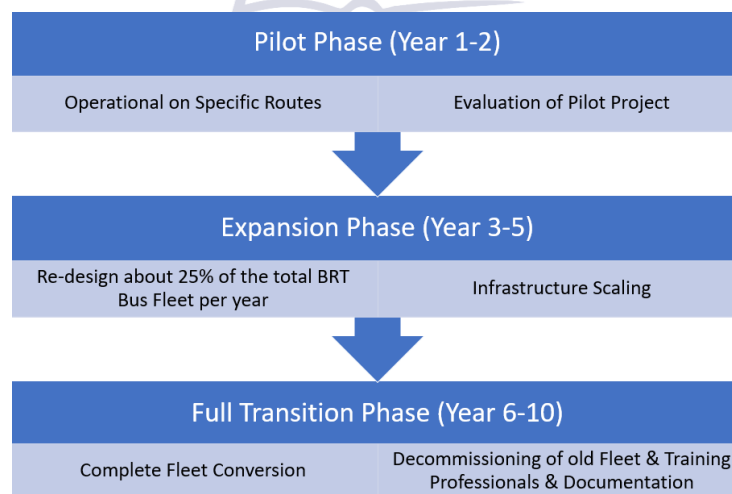 Pilot Phase (Year 1-2)
Operational on Specific Routes
Evaluation of Pilot Project
Expansion Phase (Year 3-5)
Re-design about 25% of the total BRT
Bus Fleet per year
Infrastructure Scaling
Full Transition Phase (Year 6-10)
Complete Fleet Conversion
Decommissioning of old Fleet & Training
Professionals & Documentation